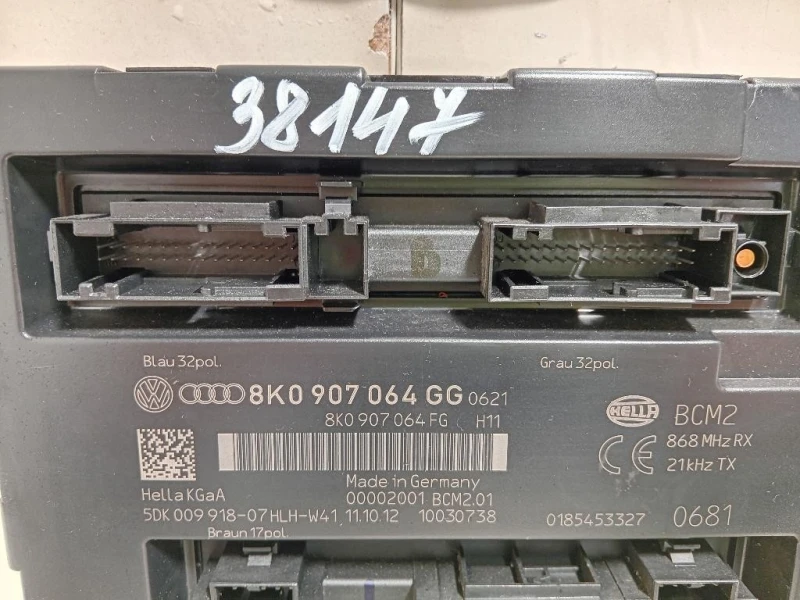 38147
6
Blau 32pol.
Grau 32pol.
8K0 907 064 GG 0621
8K0 907 064 FG H11
HELLA BCM2
868 MHz RX
21kHz TX
Made in Germany
Hella KGaA
00002001 BCM2.01
5DK 009 918-07 HLH-W41 11.10.12 10030738
0185453327 0681
Braun 17pol.